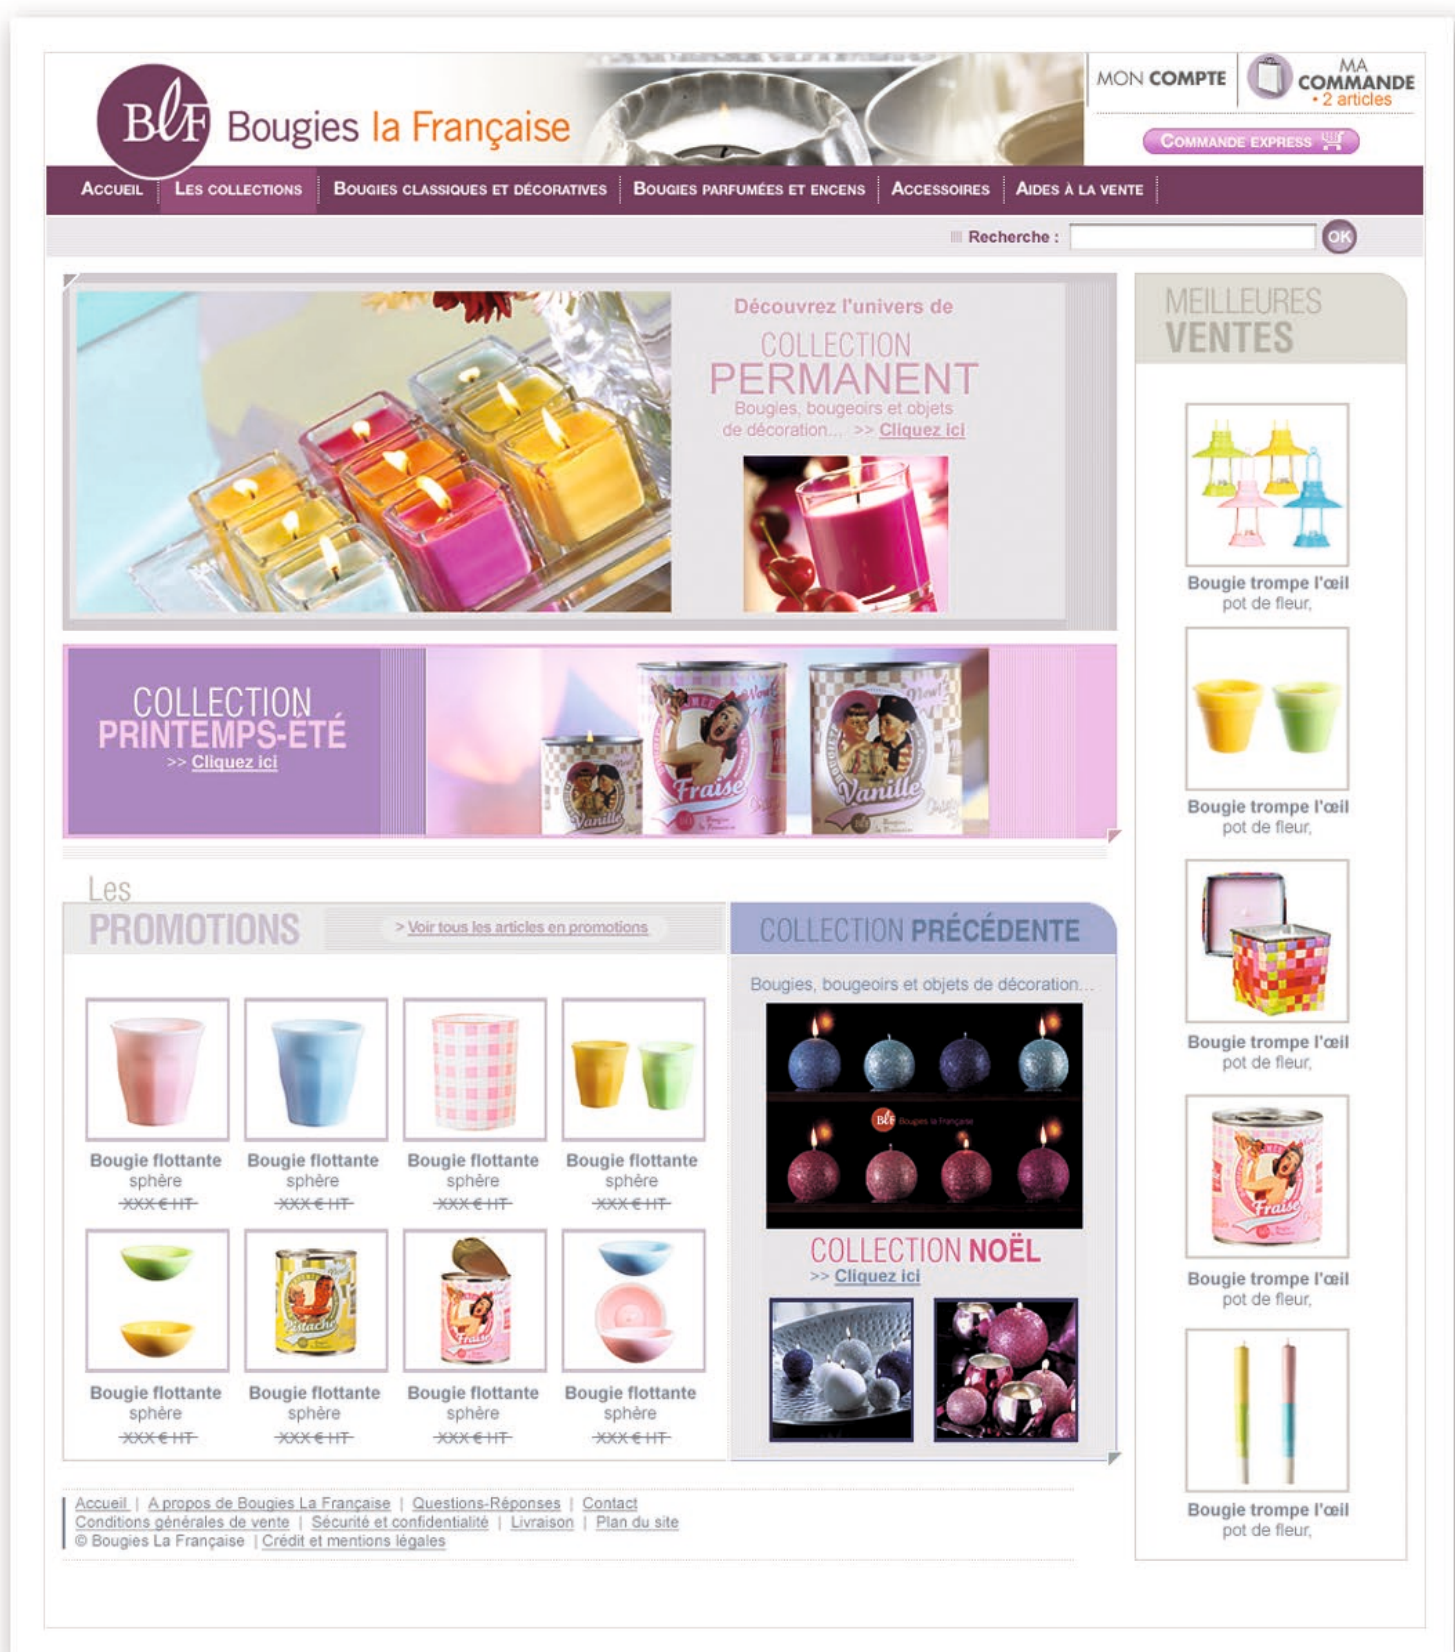 BlF Bougies la Française
MON COMPTE
MA
COMMANDE
• 2 articles
COMMANDE EXPRESS
ACCUEIL
LES COLLECTIONS
BOUGIES CLASSIQUES ET DÉCORATIVES
BOUGIES PARFUMÉES ET ENCENS
ACCESSOIRES
AIDES À LA VENTE
Recherche :
OK
Découvrez l'univers de
COLLECTION
PERMANENT
Bougies, bougeoirs et objets
de décoration... >> Cliquez ici
COLLECTION
PRINTEMPS-ÉTÉ
>> Cliquez ici
Vanille
Fraise
Vanille
Les
PROMOTIONS
> Voir tous les articles en promotions
Bougie flottante
sphère
XXX € HT
Bougie flottante
sphère
XXX € HT
Bougie flottante
sphère
XXX € HT
Bougie flottante
sphère
XXX € HT
Pistache
Fraise
Bougie flottante
sphère
XXX € HT
Bougie flottante
sphère
XXX € HT
Bougie flottante
sphère
XXX € HT
Bougie flottante
sphère
XXX € HT
COLLECTION PRÉCÉDENTE
Bougies, bougeoirs et objets de décoration...
BlF Bougies la Française
COLLECTION NOËL
>> Cliquez ici
MEILLEURES
VENTES
Bougie trompe l'œil
pot de fleur,
Bougie trompe l'œil
pot de fleur,
Bougie trompe l'œil
pot de fleur,
Fraise
Bougie trompe l'œil
pot de fleur,
Bougie trompe l'œil
pot de fleur,
Accueil | A propos de Bougies La Française | Questions-Réponses | Contact
Conditions générales de vente | Sécurité et confidentialité | Livraison | Plan du site
© Bougies La Française | Crédit et mentions légales